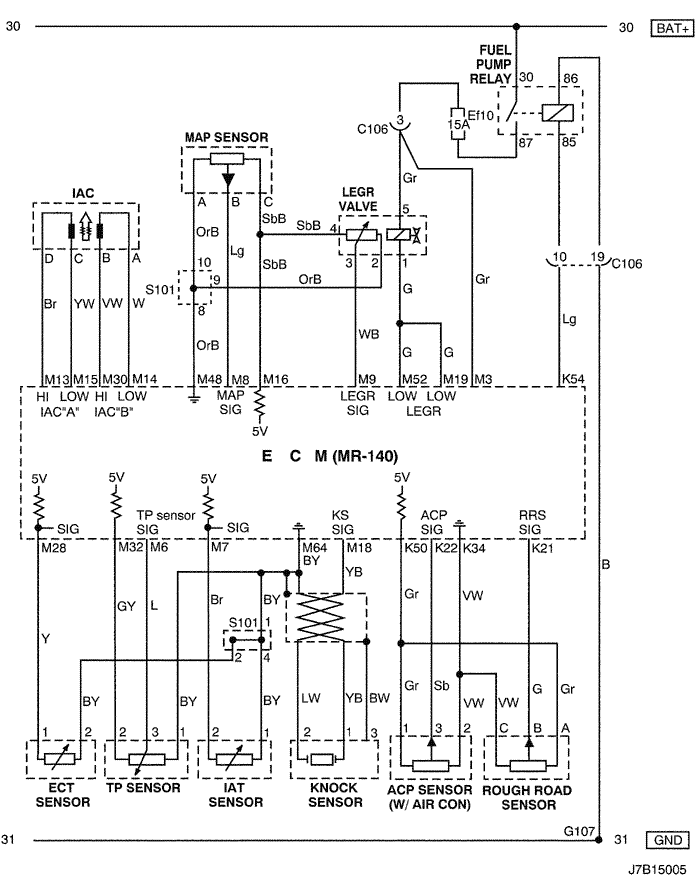 30
30
BAT+
FUEL
PUMP
RELAY
30
86
Ef10
15A
3
C106
87
85
MAP SENSOR
IAC
LEGR
VALVE
Gr
A
B
C
SbB
SbB
4
5
D
C
B
A
OrB
Lg
3
2
1
10
10
19
C106
SbB
S101
9
OrB
G
Gr
8
Br
YW
VW
W
WB
Lg
OrB
G
G
M13
M15
M30
M14
M48
M8
M16
M9
M52
M19
M3
K54
HI
LOW
HI
LOW
MAP
SIG
LEGR
SIG
LOW
LOW
IAC"A"
IAC"B"
LEGR
5V
E C M (MR-140)
5V
5V
5V
5V
TP sensor
SIG
KS
SIG
ACP
SIG
RRS
SIG
SIG
SIG
M28
M32
M6
M7
M64
M18
K50
K22
K34
K21
BY
YB
B
GY
L
Br
BY
Gr
VW
Y
S101
1
2
4
BY
BY
BY
LW
YB
BW
Gr
Sb
VW
VW
G
Gr
1
2
2
3
1
2
1
2
1
3
1
3
2
C
B
A
ECT
SENSOR
TP SENSOR
IAT
SENSOR
KNOCK
SENSOR
ACP SENSOR
(W/ AIR CON)
ROUGH ROAD
SENSOR
31
G107
31
GND
J7B15005